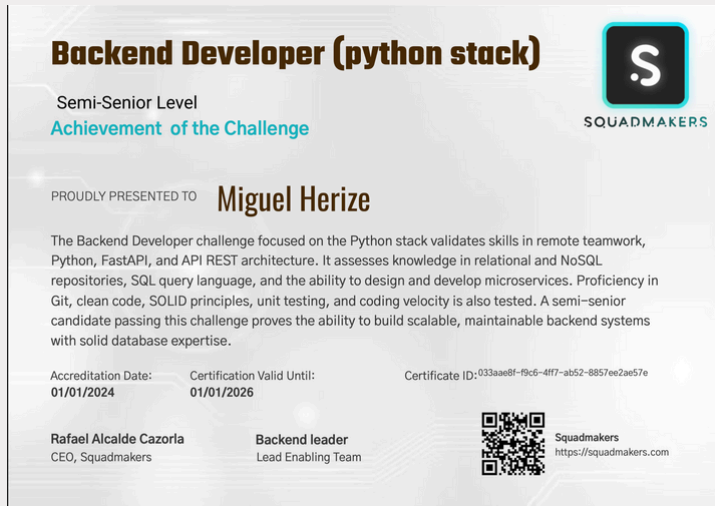 Backend Developer (python stack)
Semi-Senior Level
Achievement of the Challenge
SQUADMAKERS
PROUDLY PRESENTED TO Miguel Herize
The Backend Developer challenge focused on the Python stack validates skills in remote teamwork,
Python, FastAPI, and API REST architecture. It assesses knowledge in relational and NoSQL
repositories, SQL query language, and the ability to design and develop microservices. Proficiency in
Git, clean code, SOLID principles, unit testing, and coding velocity is also tested. A semi-senior
candidate passing this challenge proves the ability to build scalable, maintainable backend systems
with solid database expertise.
Accreditation Date: Certification Valid Until: Certificate ID: 033aae8f-f9c6-4ff7-ab52-8857ee2ae57e
01/01/2024 01/01/2026
Rafael Alcalde Cazorla Backend leader Squadmakers
CEO, Squadmakers Lead Enabling Team https://squadmakers.com